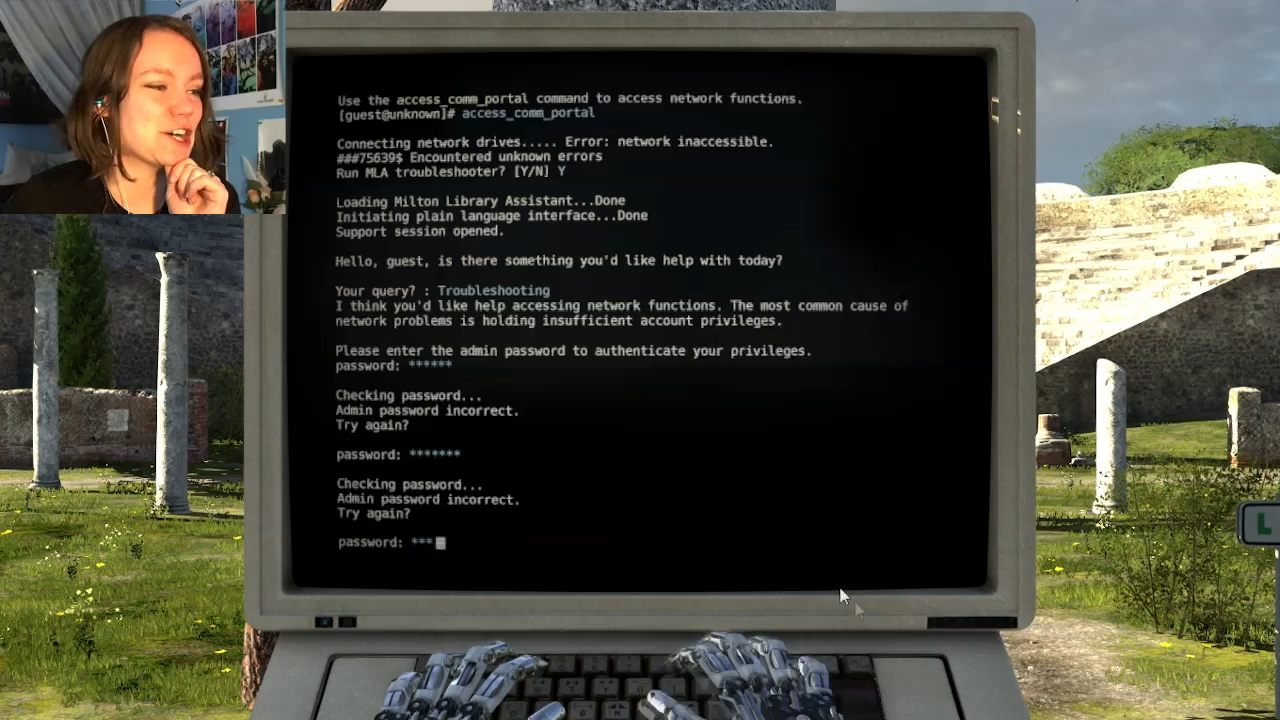 Use the access_comm_portal command to access network functions.
[guest@unknown]# access_comm_portal
Connecting network drives..... Error: network inaccessible.
###75639$ Encountered unknown errors
Run MLA troubleshooter? [Y/N] Y
Loading Milton Library Assistant...Done
Initiating plain language interface...Done
Support session opened.
Hello, guest, is there something you'd like help with today?
Your query? : Troubleshooting
I think you'd like help accessing network functions. The most common cause of
network problems is holding insufficient account privileges.
Please enter the admin password to authenticate your privileges.
password: ******
Checking password...
Admin password incorrect.
Try again?
password: *******
Checking password...
Admin password incorrect.
Try again?
password: ***
L